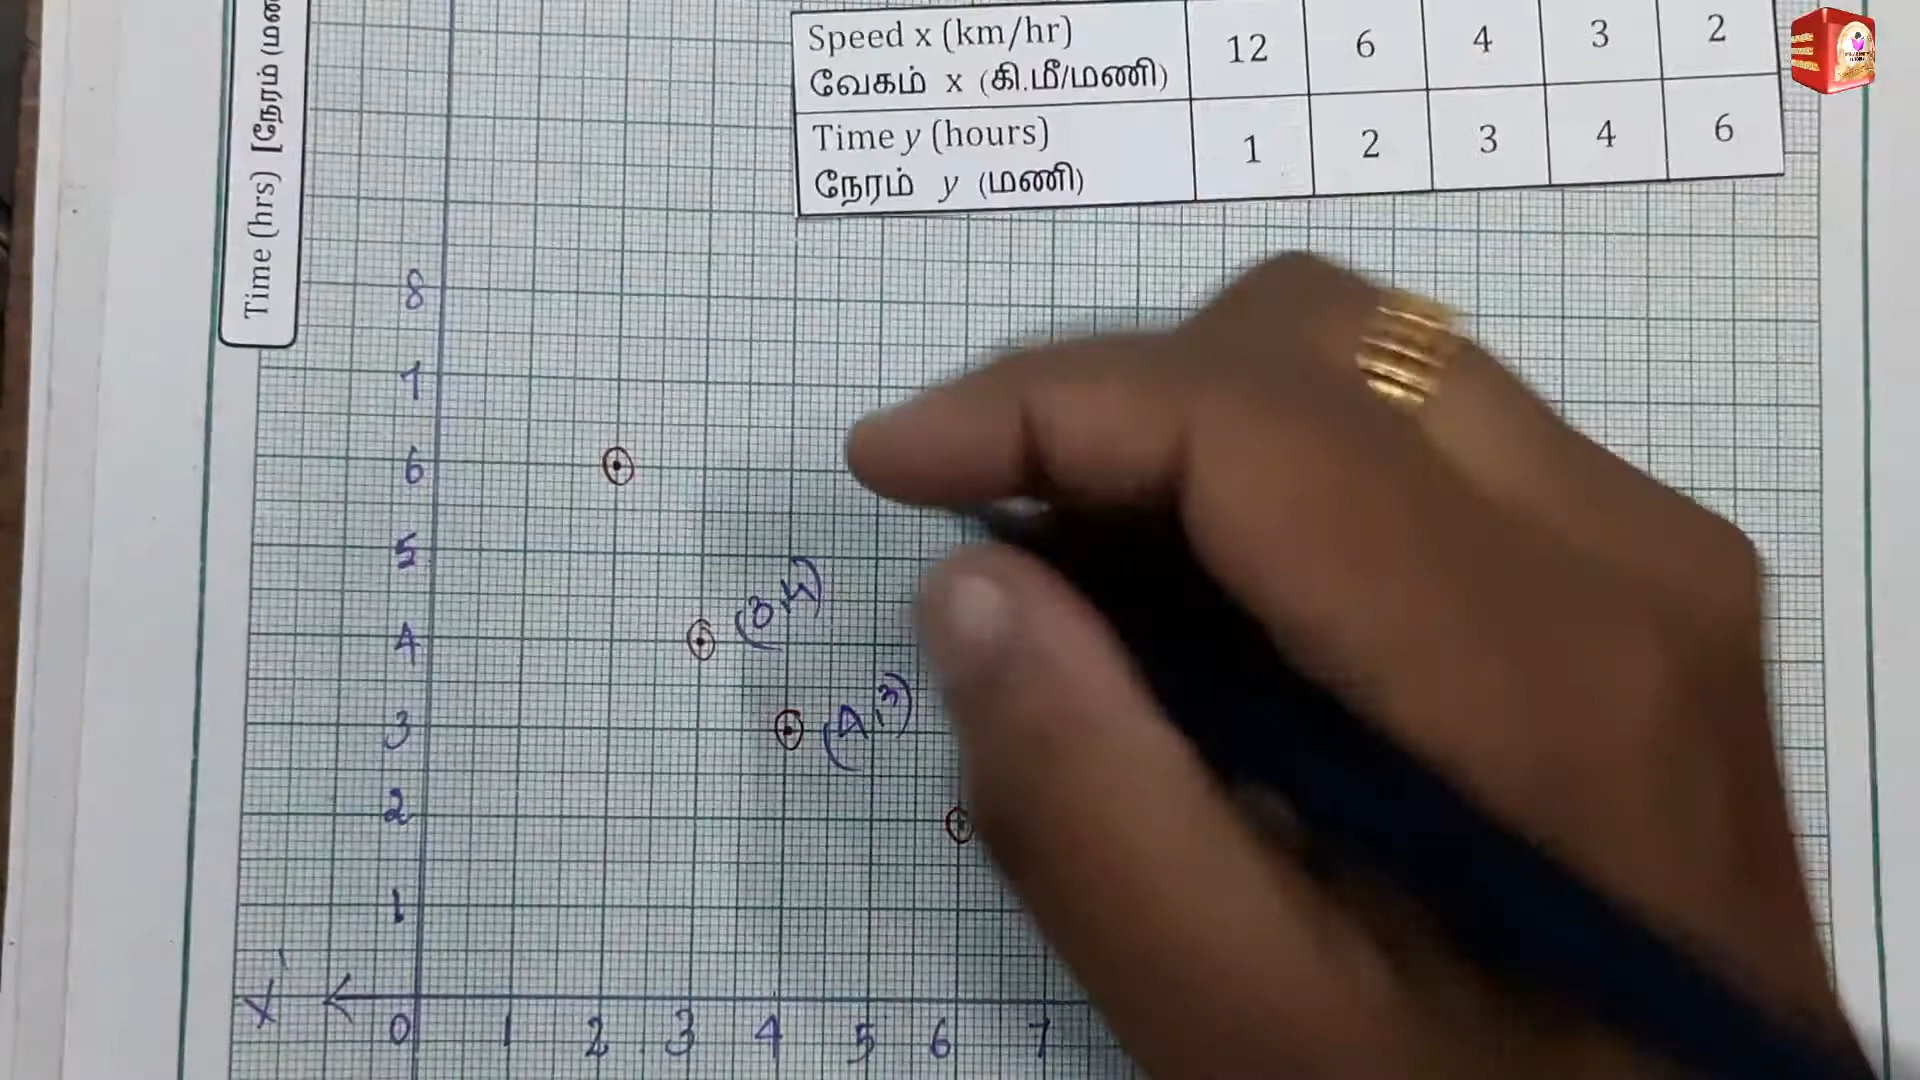 Time (hrs) [நேரம் (மணி
Speed x (km/hr) 12 6 4 3 2
வேகம் x (கி.மீ/மணி)
Time y (hours) 1 2 3 4 6
நேரம் y (மணி)
8
7
6
5
(3,4)
4
(4,3)
3
2
1
X'
0 1 2 3 4 5 6 7